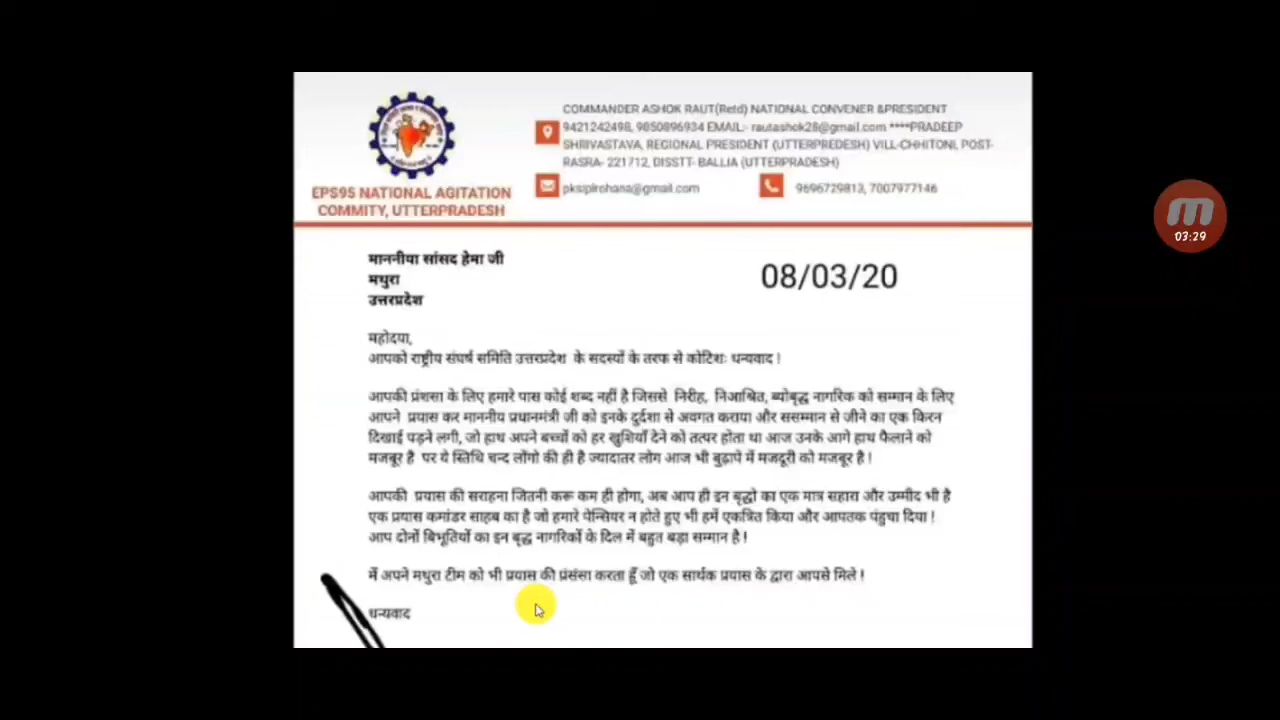 COMMANDER ASHOK RAUT(Retd) NATIONAL CONVENER &PRESIDENT
9421242498, 9850896934 EMAIL:- rautashok28@gmail.com ****PRADEEP
SHRIVASTAVA, REGIONAL PRESIDENT (UTTERPREDESH) VILL-CHHITONI, POST-
RASRA- 221712, DISSTT- BALLIA (UTTERPRADESH)
pksiplrohana@gmail.com
9696729813, 7007977146
EPS95 NATIONAL AGITATION
COMMITY, UTTERPRADESH
माननीया सांसद हेमा जी
मथुरा
उत्तरप्रदेश
08/03/20
महोदया,
आपको राष्ट्रीय संघर्ष समिति उत्तरप्रदेश के सदस्यों के तरफ से कोटिशः धन्यवाद !
आपकी प्रंशसा के लिए हमारे पास कोई शब्द नहीं है जिससे निरीह, निआश्रित, ब्योबृद्ध नागरिक को सम्मान के लिए
आपने प्रयास कर माननीय प्रधानमंत्री जी को इनके दुर्दशा से अवगत कराया और ससम्मान से जीने का एक किरन
दिखाई पड़ने लगी, जो हाथ अपने बच्चों को हर खुशियाँ देने को तत्पर होता था आज उनके आगे हाथ फैलाने को
मजबूर है पर ये स्तिथि चन्द लोंगो की ही है ज्यादातर लोग आज भी बुढ़ापे में मजदूरी को मजबूर है !
आपकी प्रयास की सराहना जितनी करू कम ही होगा, अब आप ही इन बृद्धो का एक मात्र सहारा और उम्मीद भी है
एक प्रयास कमांडर साहब का है जो हमारे पेन्सियर न होते हुए भी हमें एकत्रित किया और आपतक पंहुचा दिया !
आप दोनों बिभूतियों का इन बृद्ध नागरिकों के दिल में बहुत बड़ा सम्मान है !
में अपने मथुरा टीम को भी प्रयास की प्रंसंसा करता हूँ जो एक सार्थक प्रयास के द्वारा आपसे मिले !
धन्यवाद
03:29